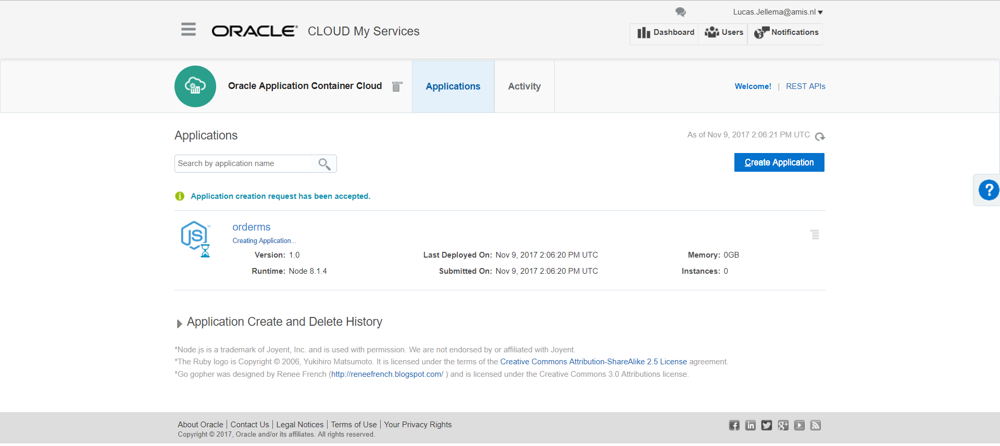 Lucas.Jellema@amis.nl
ORACLE CLOUD My Services
Dashboard Users Notifications
Oracle Application Container Cloud Applications Activity Welcome! | REST APIs
Applications
As of Nov 9, 2017 2:06:21 PM UTC
Search by application name
Create Application
Application creation request has been accepted.
JS
orderms
Creating Application...
Version: 1.0 Last Deployed On: Nov 9, 2017 2:06:20 PM UTC Memory: 0GB
Runtime: Node 8.1.4 Submitted On: Nov 9, 2017 2:06:20 PM UTC Instances: 0
Application Create and Delete History
*Node.js is a trademark of Joyent, Inc. and is used with permission. We are not endorsed by or affiliated with Joyent.
*The Ruby logo is Copyright © 2006, Yukihiro Matsumoto. It is licensed under the terms of the Creative Commons Attribution-ShareAlike 2.5 License agreement.
*Go gopher was designed by Renee French (http://reneefrench.blogspot.com/ ) and is licensed under the Creative Commons 3.0 Attributions license.
About Oracle | Contact Us | Legal Notices | Terms of Use | Your Privacy Rights
Copyright © 2017, Oracle and/or its affiliates. All rights reserved.